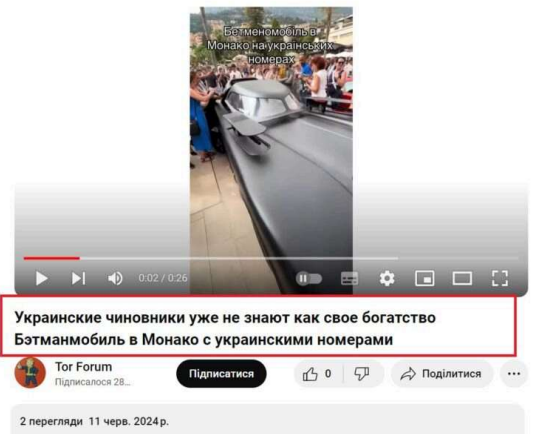 Бетменомобіль в
Монако на українських
номерах
0:02 / 0:26
Украинские чиновники уже не знают как свое богатство
Бэтманмобиль в Монако с украинскими номерами
Tor Forum
Підписалося 28...
Підписатися
0
Поділитися
2 перегляди 11 черв. 2024 р.